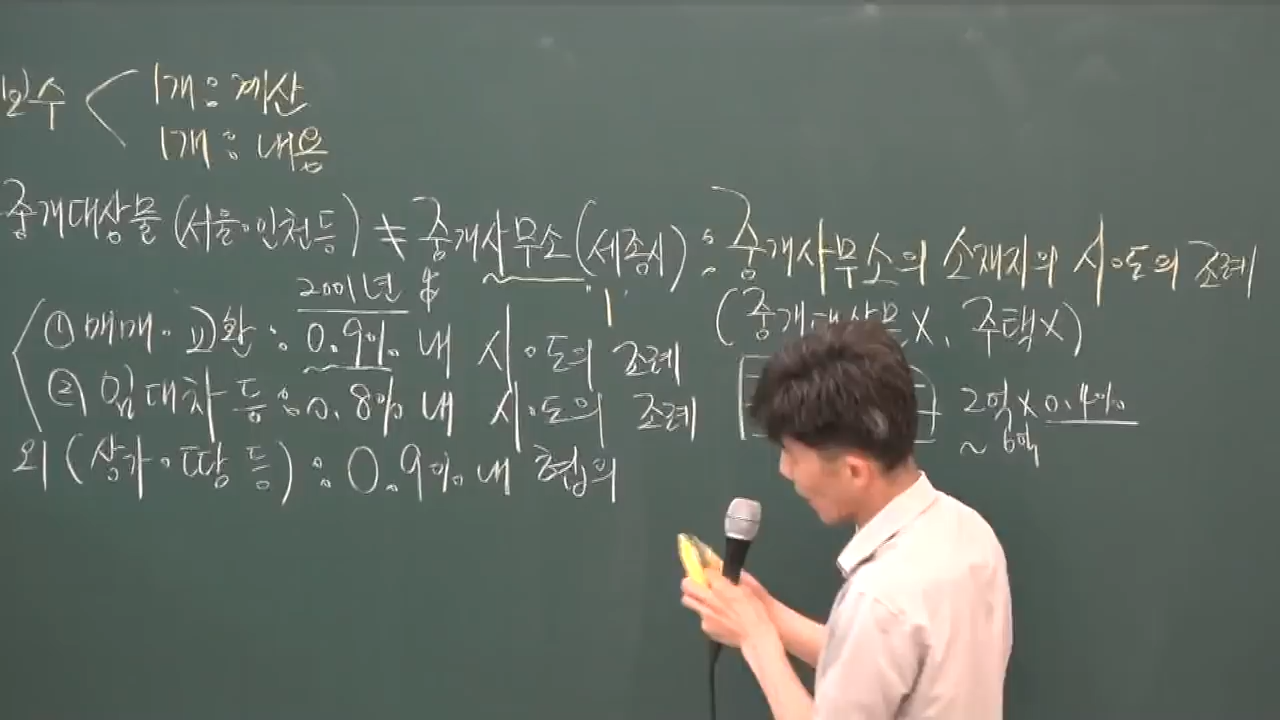 보수 < 1개 : 계산
1개 : 내용
중개대상물 (서울·인천등) ≠ 중개사무소 (세종시) : 중개사무소의 소재지의 시·도의 조례
(중개대상물X, 주택X)
2001년
① 매매·교환 : 0.9% 내 시·도의 조례
② 임대차 등 : 0.8% 내 시·도의 조례
2억 X 0.4%
~ 6억
외 (상가·땅 등) : 0.9% 내 협의